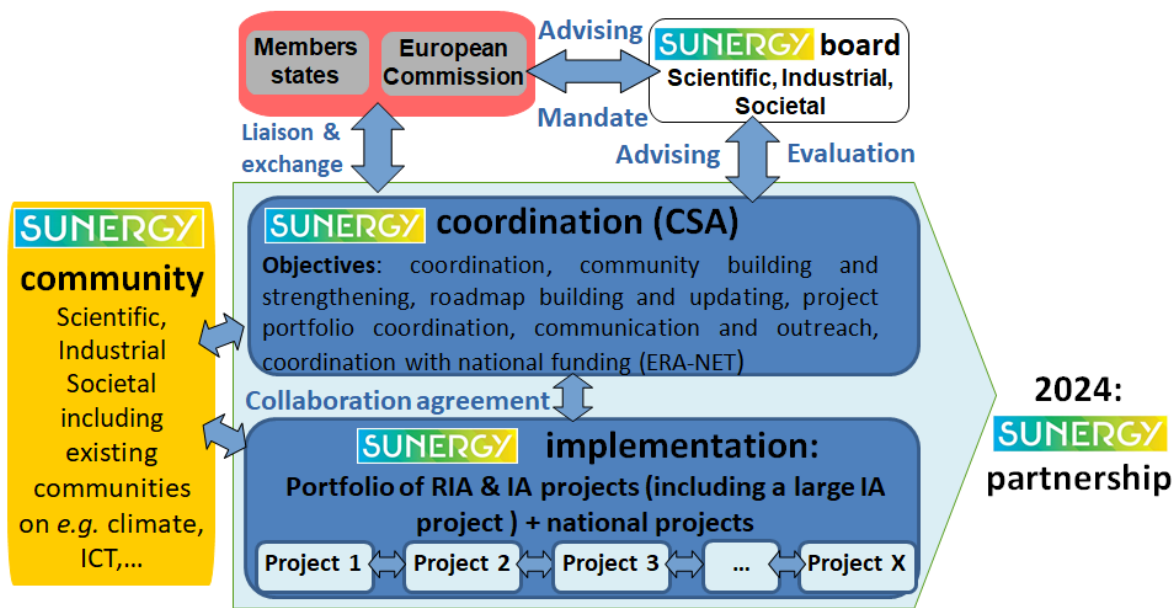 Members
states
European
Commission
Advising
Mandate
SUNERGY board
Scientific, Industrial,
Societal
Liaison &
exchange
Advising
Evaluation
SUNERGY
community
Scientific,
Industrial
Societal
including
existing
communities
on e.g. climate,
ICT,...
SUNERGY coordination (CSA)
Objectives: coordination, community building and
strengthening, roadmap building and updating, project
portfolio coordination, communication and outreach,
coordination with national funding (ERA-NET)
Collaboration agreement
SUNERGY implementation:
Portfolio of RIA & IA projects (including a large IA
project ) + national projects
Project 1
Project 2
Project 3
...
Project X
2024:
SUNERGY
partnership